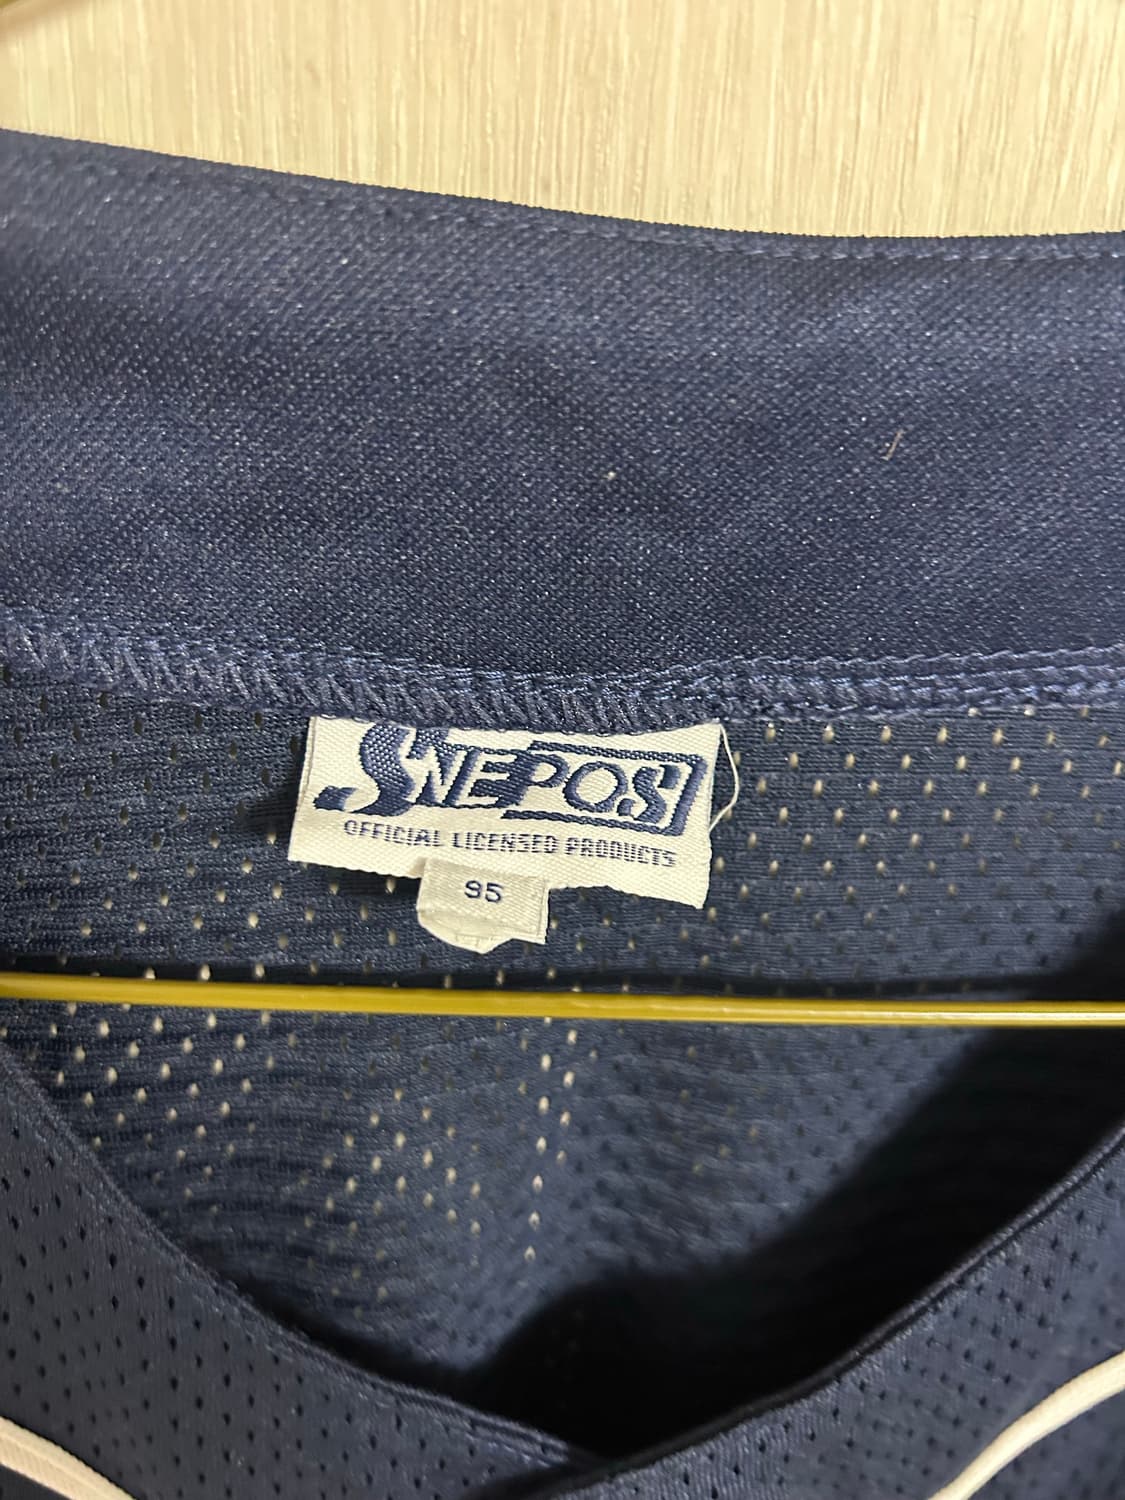 SNEPOS
OFFICIAL LICENSED PRODUCTS
95